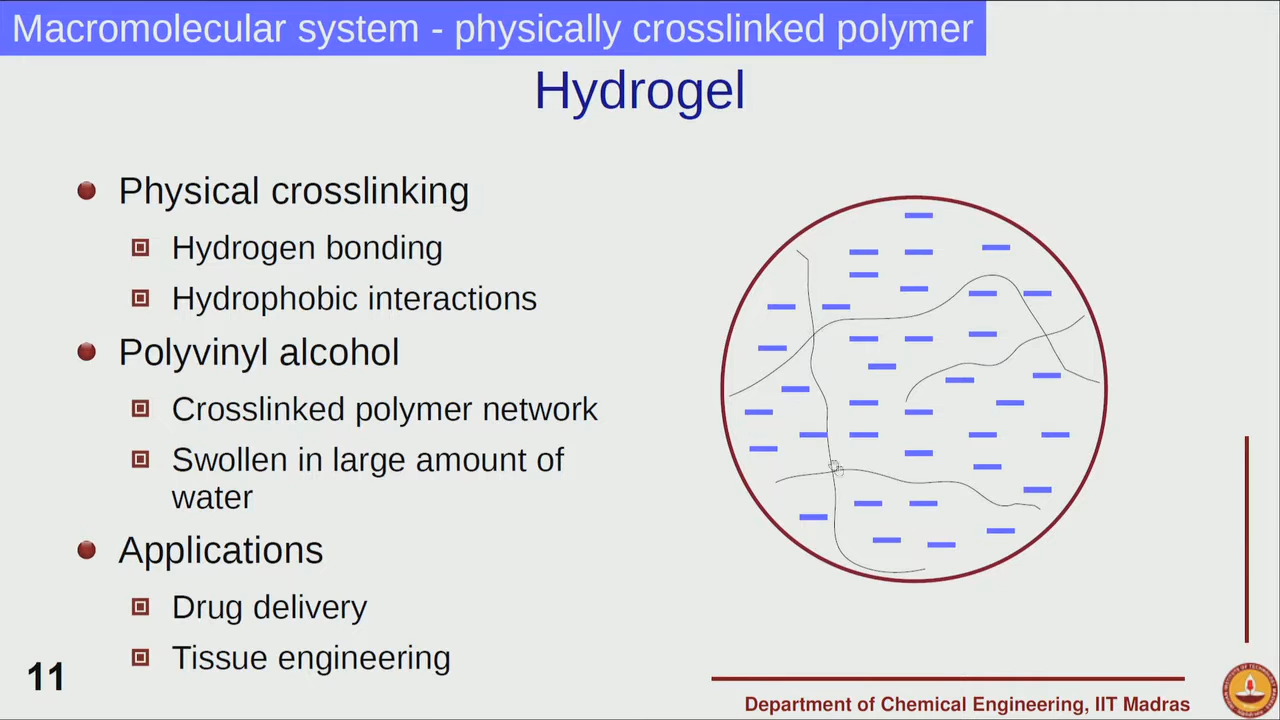 Macromolecular system - physically crosslinked polymer
Hydrogel
Physical crosslinking
Hydrogen bonding
Hydrophobic interactions
Polyvinyl alcohol
Crosslinked polymer network
Swollen in large amount of
water
Applications
Drug delivery
Tissue engineering
11
Department of Chemical Engineering, IIT Madras